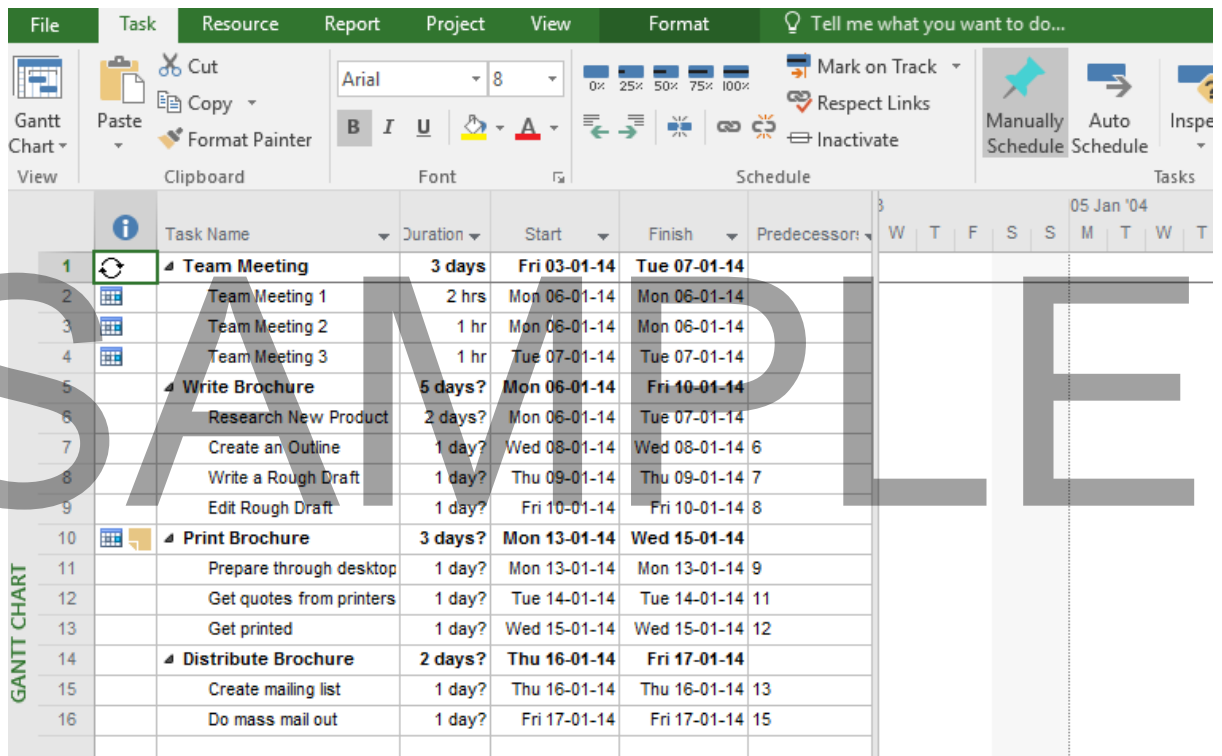 File Task Resource Report Project View Format Tell me what you want to do...
Cut
Copy
Format Painter
Paste
Gantt
Chart
Arial 8
B I U A
0% 25% 50% 75% 100%
Mark on Track
Respect Links
Inactivate
Manually
Schedule
Auto
Schedule
View Clipboard Font Schedule Tasks
05 Jan '04
Task Name Start Finish W T F S S M T W T
1 Team Meeting 3 days Fri 03-01-14 Tue 07-01-14
2 Team Meeting 1 2 hrs Mon 06-01-14 Mon 06-01-14
3 Team Meeting 2 1 hr Mon 06-01-14 Mon 06-01-14
4 Team Meeting 3 1 hr Tue 07-01-14 Tue 07-01-14
5 Write Brochure 5 days? Mon 06-01-14 Fri 10-01-14
6 Research New Product 2 days? Mon 06-01-14 Tue 07-01-14
7 Create an Outline 1 day? Wed 08-01-14 Wed 08-01-14 6
8 Write a Rough Draft 1 day? Thu 09-01-14 Thu 09-01-14 7
9 Edit Rough Draft 1 day? Fri 10-01-14 Fri 10-01-14 8
10 Print Brochure 3 days? Mon 13-01-14 Wed 15-01-14
11 Prepare through desktop 1 day? Mon 13-01-14 Mon 13-01-14 9
12 Get quotes from printers 1 day? Tue 14-01-14 Tue 14-01-14 11
13 Get printed 1 day? Wed 15-01-14 Wed 15-01-14 12
14 Distribute Brochure 2 days? Thu 16-01-14 Fri 17-01-14
15 Create mailing list 1 day? Thu 16-01-14 Thu 16-01-14 13
16 Do mass mail out 1 day? Fri 17-01-14 Fri 17-01-14 15
GANTT CHART
SAMPLE